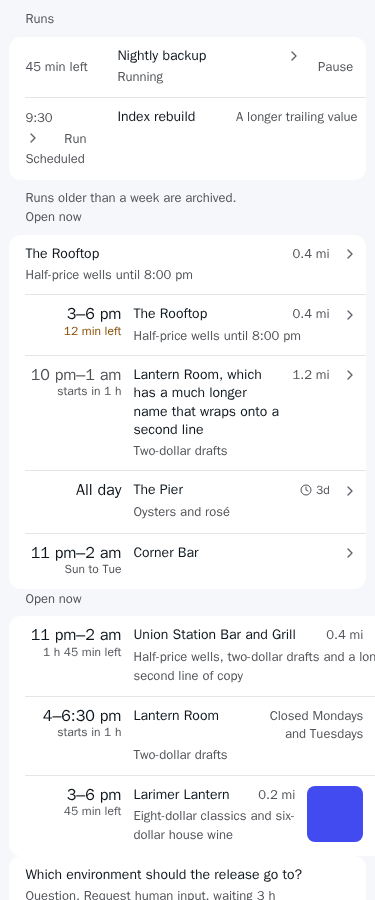 Runs
45 min left
Nightly backup
Running
Pause
9:30
Run
Scheduled
Index rebuild
A longer trailing value
Runs older than a week are archived.
Open now
The Rooftop
0.4 mi
Half-price wells until 8:00 pm
3–6 pm
12 min left
The Rooftop
0.4 mi
Half-price wells until 8:00 pm
10 pm–1 am
starts in 1 h
Lantern Room, which
has a much longer
name that wraps onto a
second line
1.2 mi
Two-dollar drafts
All day
The Pier
3d
Oysters and rosé
11 pm–2 am
Sun to Tue
Corner Bar
Open now
11 pm–2 am
1 h 45 min left
Union Station Bar and Grill
0.4 mi
Half-price wells, two-dollar drafts and a lon
second line of copy
4–6:30 pm
starts in 1 h
Lantern Room
Closed Mondays
and Tuesdays
Two-dollar drafts
3–6 pm
45 min left
Larimer Lantern
0.2 mi
Eight-dollar classics and six-
dollar house wine
Which environment should the release go to?
Question. Request human input, waiting 3 h